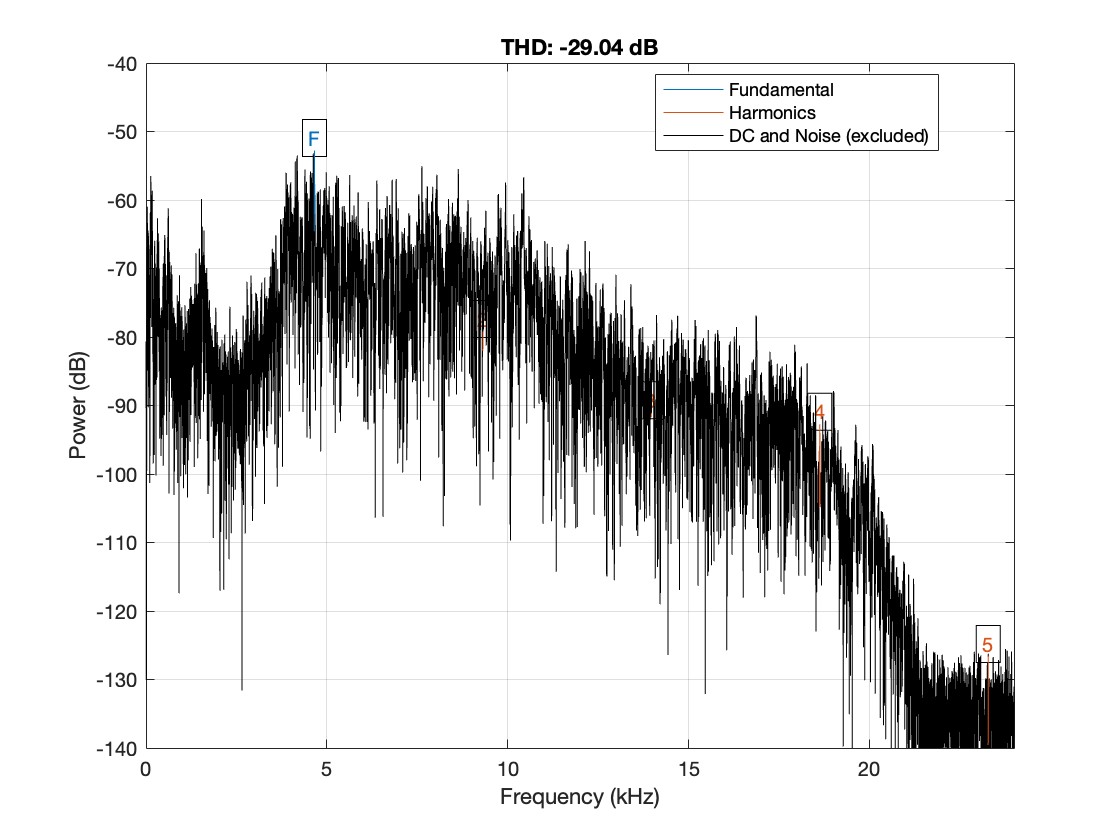 THD: -29.04 dB
Fundamental
Harmonics
DC and Noise (excluded)
F
4
5
-40
-50
-60
-70
-80
-90
-100
-110
-120
-130
-140
Power (dB)
0 5 10 15 20
Frequency (kHz)